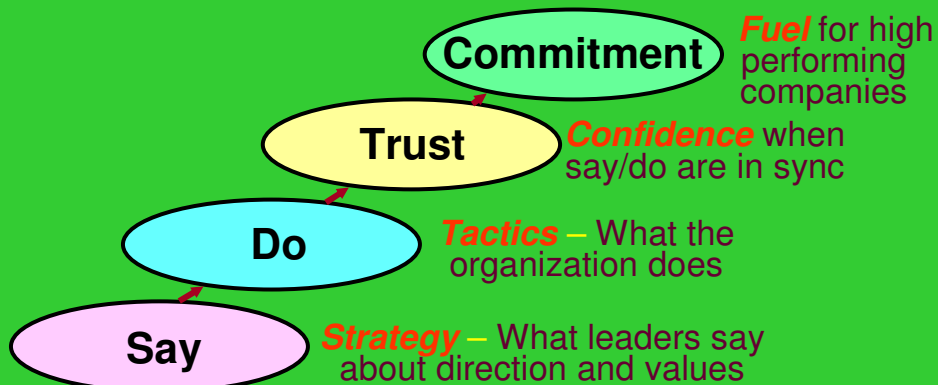 Commitment
Fuel for high
performing
companies
Trust
Confidence when
say/do are in sync
Do
Tactics – What the
organization does
Say
Strategy – What leaders say
about direction and values